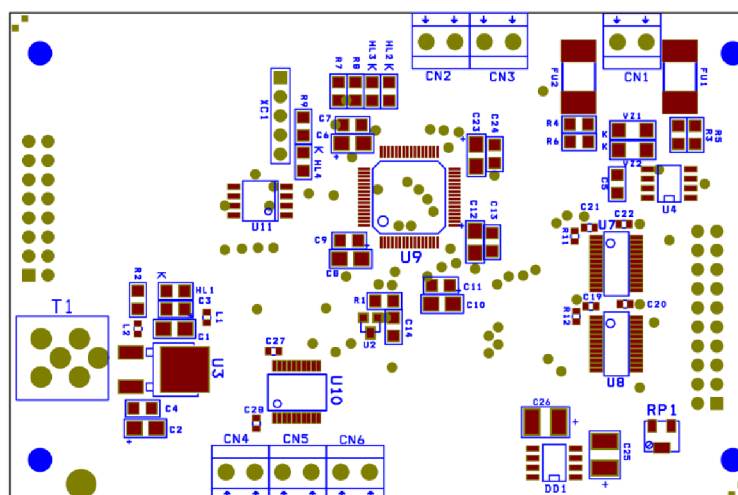 CN2
CN3
CN1
HL3
HL2
K
K
R7
R8
FU2
FU1
XC1
R9
C7
C6
C23
C24
R4
R6
VZ1
K
K
VZ2
R3
R5
K
HL4
C5
U4
U11
C9
C8
U9
C12
C13
C21
C22
U7
R11
R2
K
HL1
C3
C1
L1
L2
R1
U2
C14
C11
C10
C19
C20
R12
T1
U3
C27
U10
U8
C4
C2
C28
C26
RP1
C25
DD1
CN4
CN5
CN6